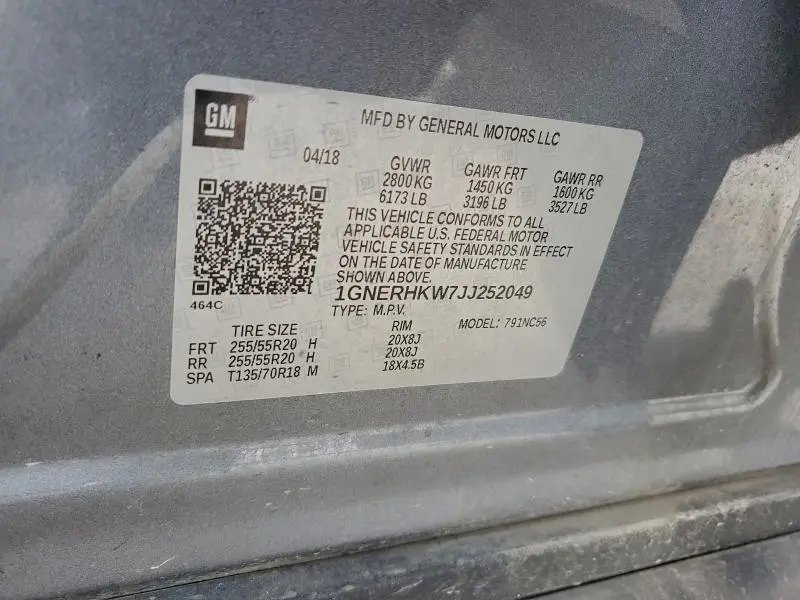 GM
MFD BY GENERAL MOTORS LLC
04/18
GVWR GAWR FRT GAWR RR
2800 KG 1450 KG 1600 KG
6173 LB 3196 LB 3527 LB
THIS VEHICLE CONFORMS TO ALL
APPLICABLE U.S. FEDERAL MOTOR
VEHICLE SAFETY STANDARDS IN EFFECT
ON THE DATE OF MANUFACTURE
SHOWN ABOVE.
464C
1GNERHKW7JJ252049
TYPE: M.P.V. MODEL: 791NC56
TIRE SIZE RIM
FRT 255/55R20 H 20X8J
RR 255/55R20 H 20X8J
SPA T135/70R18 M 18X4.5B